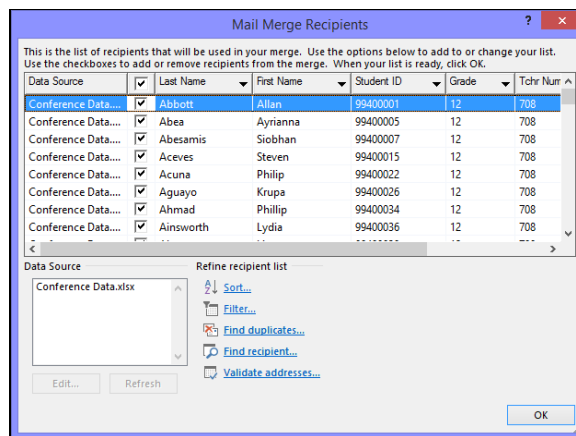 Mail Merge Recipients
?
This is the list of recipients that will be used in your merge. Use the options below to add to or change your list.
Use the checkboxes to add or remove recipients from the merge. When your list is ready, click OK.
Data Source Last Name First Name Student ID Grade Tchr Num
Conference Data.... Abbott Allan 99400001 12 708
Conference Data.... Abea Ayrianna 99400005 12 708
Conference Data.... Abesamis Siobhan 99400007 12 708
Conference Data.... Aceves Steven 99400015 12 708
Conference Data.... Acuna Philip 99400022 12 708
Conference Data.... Aguayo Krupa 99400026 12 708
Conference Data.... Ahmad Phillip 99400034 12 708
Conference Data.... Ainsworth Lydia 99400036 12 708
Data Source
Conference Data.xlsx
Edit... Refresh
Refine recipient list
Sort...
Filter...
Find duplicates...
Find recipient...
Validate addresses...
OK